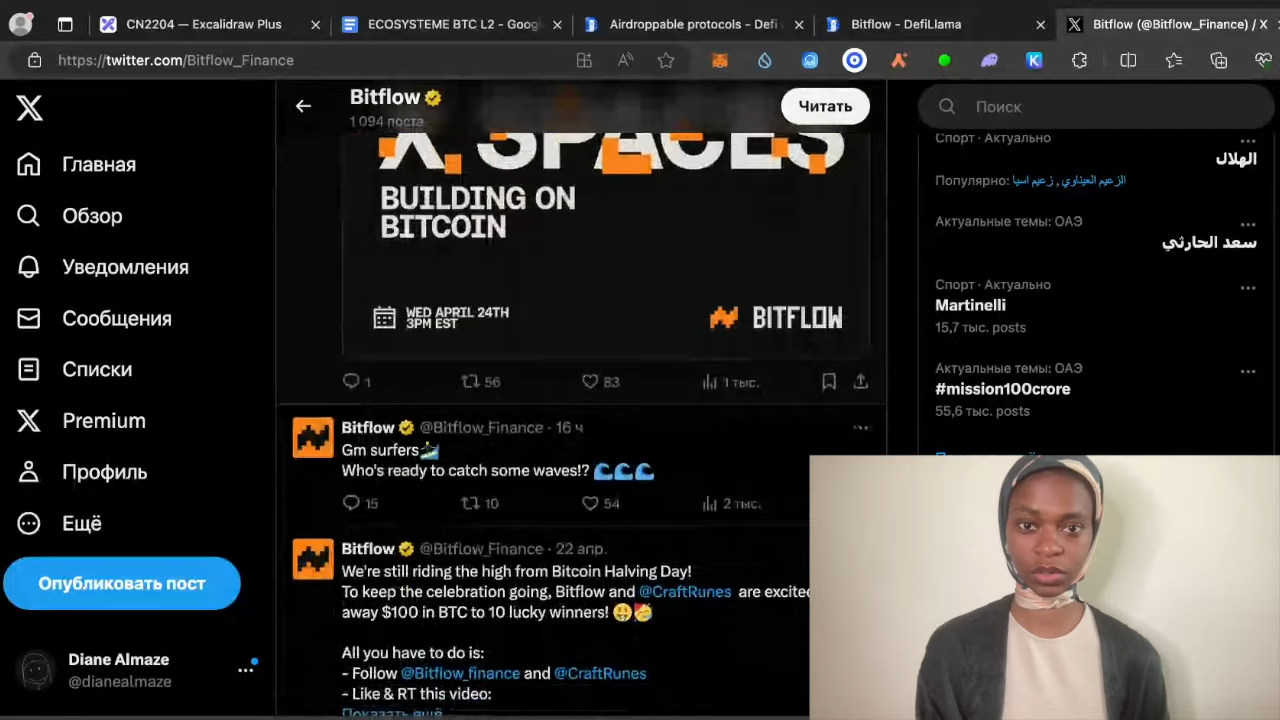 CN2204 — Excalidraw Plus
ECOSYSTEME BTC L2 - Goog
Airdroppable protocols - Defi
Bitflow - DefiLlama
Bitflow (@Bitflow_Finance) / X
https://twitter.com/Bitflow_Finance
Bitflow
1 094 поста
Читать
Поиск
Главная
Обзор
Уведомления
Сообщения
Списки
Premium
Профиль
Ещё
Опубликовать пост
Diane Almaze
@dianealmaze
X. SPACES
BUILDING ON
BITCOIN
WED APRIL 24TH
3PM EST
BITFLOW
1 56 83 1 тыс.
Bitflow @Bitflow_Finance · 16 ч
Gm surfers🏄
Who's ready to catch some waves!? 🌊🌊🌊
15 10 54 2 тыс.
Bitflow @Bitflow_Finance · 22 апр.
We're still riding the high from Bitcoin Halving Day!
To keep the celebration going, Bitflow and @CraftRunes are excite
away $100 in BTC to 10 lucky winners! 🤑🥳
All you have to do is:
- Follow @Bitflow_finance and @CraftRunes
- Like & RT this video:
Показать ещё
Спорт · Актуально
الهلال
Популярно: الزعيم العيناوي , زعيم اسيا
Актуальные темы: ОАЭ
سعد الحارثي
Спорт · Актуально
Martinelli
15,7 тыс. posts
Актуальные темы: ОАЭ
#mission100crore
55,6 тыс. posts